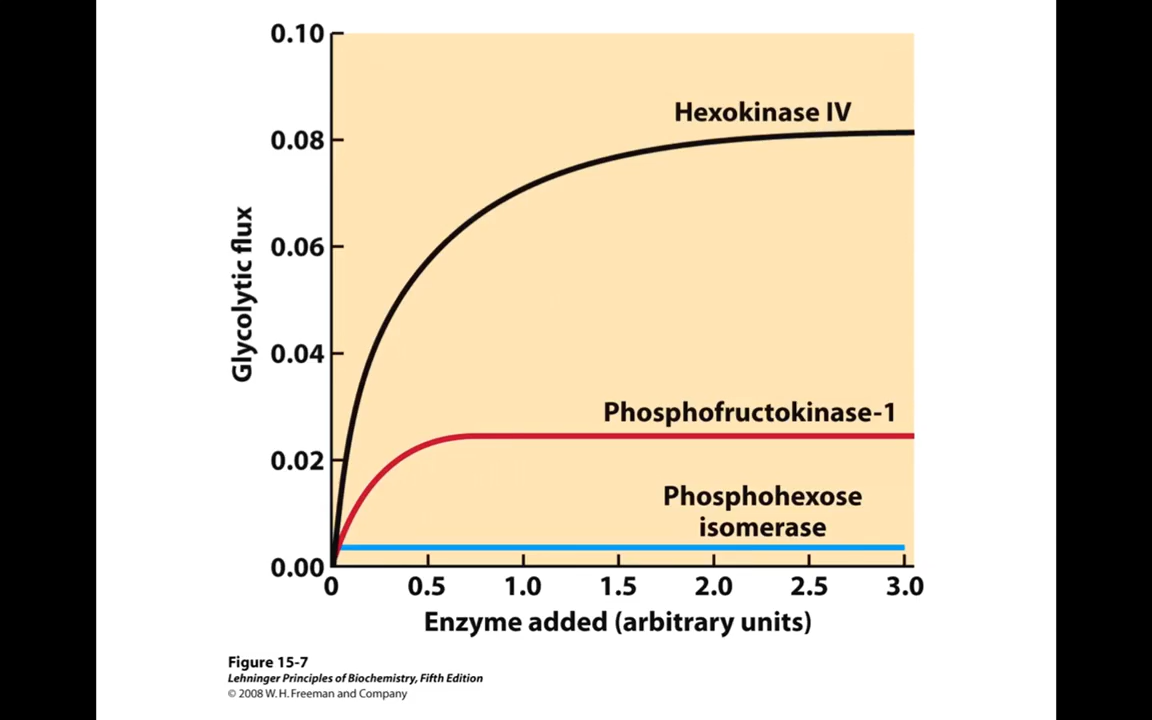 0.10
Hexokinase IV
0.08
0.06
Glycolytic flux
0.04
Phosphofructokinase-1
0.02
Phosphohexose
isomerase
0.00
0 0.5 1.0 1.5 2.0 2.5 3.0
Enzyme added (arbitrary units)
Figure 15-7
Lehninger Principles of Biochemistry, Fifth Edition
© 2008 W. H. Freeman and Company